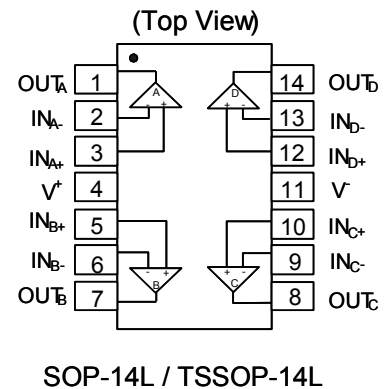 (Top View)
OUTA 1 14 OUTD
A D
- + + -
INA- 2 13 IND-
INA+ 3 12 IND+
V+ 4 11 V-
INB+ 5 10 INC+
INB- 6 9 INC-
- + + -
B C
OUTB 7 8 OUTC
SOP-14L / TSSOP-14L